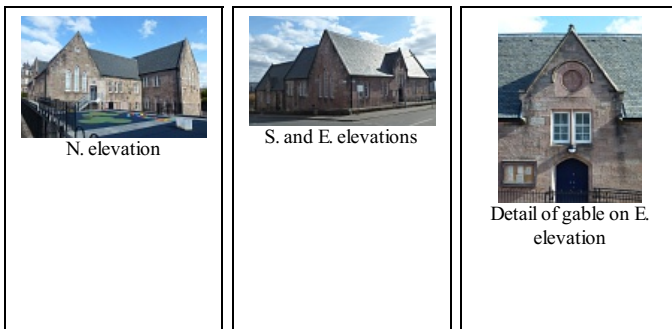 N. elevation
S. and E. elevations
Detail of gable on E.
elevation